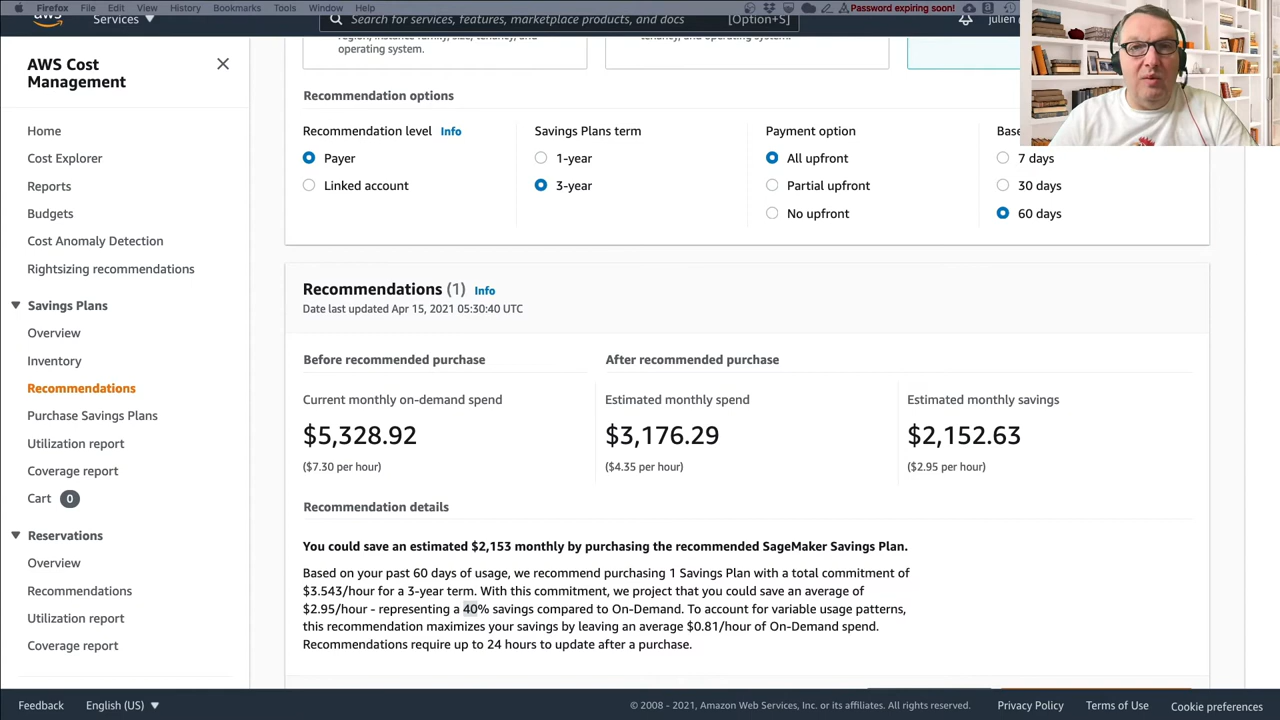 Firefox File Edit View History Bookmarks Tools Window Help Password expiring soon!
aws Services Search for services, features, marketplace products, and docs [Option+S] julien
operating system.
AWS Cost
Management
Home
Cost Explorer
Reports
Budgets
Cost Anomaly Detection
Rightsizing recommendations
Savings Plans
Overview
Inventory
Recommendations
Purchase Savings Plans
Utilization report
Coverage report
Cart 0
Reservations
Overview
Recommendations
Utilization report
Coverage report
Recommendation options
Recommendation level Info
Payer
Linked account
Savings Plans term
1-year
3-year
Payment option
All upfront
Partial upfront
No upfront
Base
7 days
30 days
60 days
Recommendations (1) Info
Date last updated Apr 15, 2021 05:30:40 UTC
Before recommended purchase
After recommended purchase
Current monthly on-demand spend
$5,328.92
($7.30 per hour)
Estimated monthly spend
$3,176.29
($4.35 per hour)
Estimated monthly savings
$2,152.63
($2.95 per hour)
Recommendation details
You could save an estimated $2,153 monthly by purchasing the recommended SageMaker Savings Plan.
Based on your past 60 days of usage, we recommend purchasing 1 Savings Plan with a total commitment of
$3.543/hour for a 3-year term. With this commitment, we project that you could save an average of
$2.95/hour - representing a 40% savings compared to On-Demand. To account for variable usage patterns,
this recommendation maximizes your savings by leaving an average $0.81/hour of On-Demand spend.
Recommendations require up to 24 hours to update after a purchase.
Feedback English (US) © 2008 - 2021, Amazon Web Services, Inc. or its affiliates. All rights reserved. Privacy Policy Terms of Use Cookie preferences